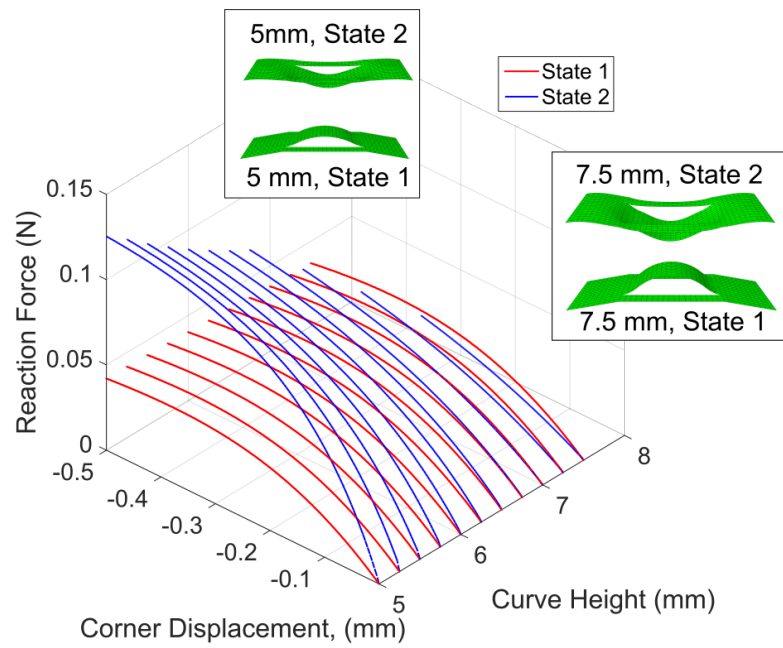 5mm, State 2
5 mm, State 1
State 1
State 2
7.5 mm, State 2
7.5 mm, State 1
Reaction Force (N)
0.15
0.1
0.05
0
-0.5
-0.4
-0.3
-0.2
-0.1
5
6
7
8
Corner Displacement, (mm)
Curve Height (mm)